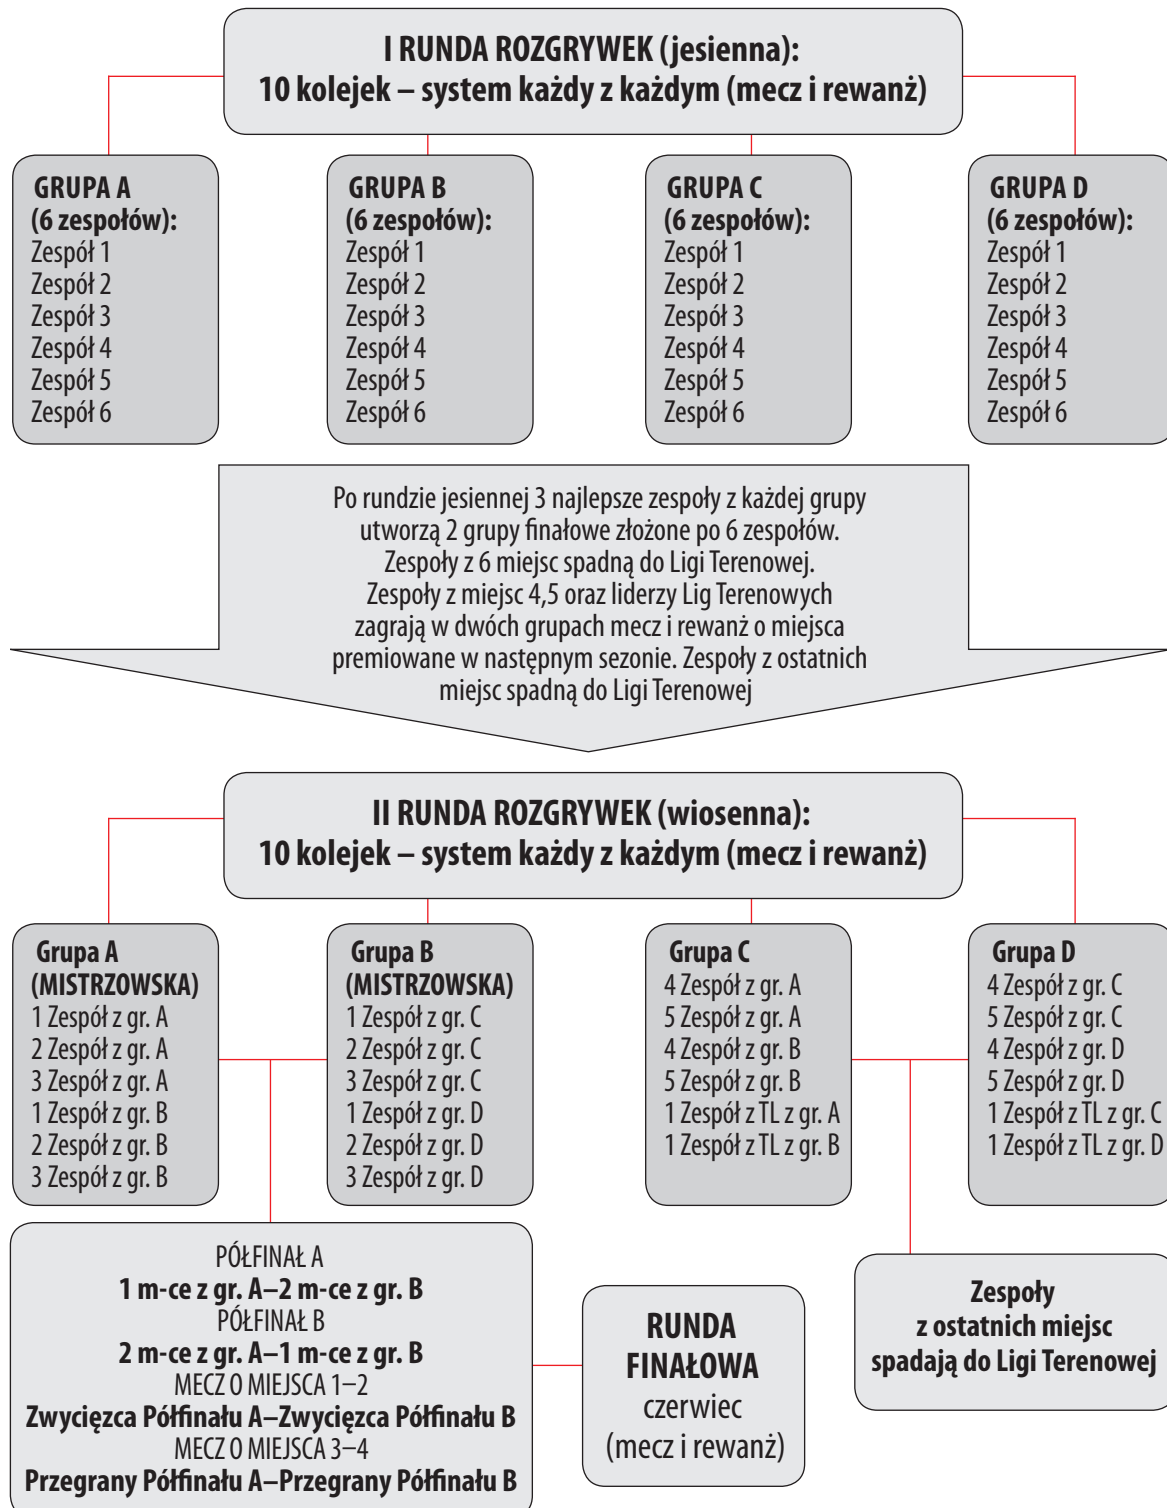 I RUNDA ROZGRYWEK (jesienna):
10 kolejek – system każdy z każdym (mecz i rewanż)
GRUPA A
(6 zespołów):
Zespół 1
Zespół 2
Zespół 3
Zespół 4
Zespół 5
Zespół 6
GRUPA B
(6 zespołów):
Zespół 1
Zespół 2
Zespół 3
Zespół 4
Zespół 5
Zespół 6
GRUPA C
(6 zespołów):
Zespół 1
Zespół 2
Zespół 3
Zespół 4
Zespół 5
Zespół 6
GRUPA D
(6 zespołów):
Zespół 1
Zespół 2
Zespół 3
Zespół 4
Zespół 5
Zespół 6
Po rundzie jesiennej 3 najlepsze zespoły z każdej grupy
utworzą 2 grupy finałowe złożone po 6 zespołów.
Zespoły z 6 miejsc spadną do Ligi Terenowej.
Zespoły z miejsc 4,5 oraz liderzy Lig Terenowych
zagrają w dwóch grupach mecz i rewanż o miejsca
premiowane w następnym sezonie. Zespoły z ostatnich
miejsc spadną do Ligi Terenowej
II RUNDA ROZGRYWEK (wiosenna):
10 kolejek – system każdy z każdym (mecz i rewanż)
Grupa A
(MISTRZOWSKA)
1 Zespół z gr. A
2 Zespół z gr. A
3 Zespół z gr. A
1 Zespół z gr. B
2 Zespół z gr. B
3 Zespół z gr. B
Grupa B
(MISTRZOWSKA)
1 Zespół z gr. C
2 Zespół z gr. C
3 Zespół z gr. C
1 Zespół z gr. D
2 Zespół z gr. D
3 Zespół z gr. D
Grupa C
4 Zespół z gr. A
5 Zespół z gr. A
4 Zespół z gr. B
5 Zespół z gr. B
1 Zespół z TL z gr. A
1 Zespół z TL z gr. B
Grupa D
4 Zespół z gr. C
5 Zespół z gr. C
4 Zespół z gr. D
5 Zespół z gr. D
1 Zespół z TL z gr. C
1 Zespół z TL z gr. D
PÓŁFINAŁ A
1 m-ce z gr. A–2 m-ce z gr. B
PÓŁFINAŁ B
2 m-ce z gr. A–1 m-ce z gr. B
MECZ O MIEJSCA 1–2
Zwycięzca Półfinału A–Zwycięzca Półfinału B
MECZ O MIEJSCA 3–4
Przegrany Półfinału A–Przegrany Półfinału B
RUNDA
FINAŁOWA
czerwiec
(mecz i rewanż)
Zespoły
z ostatnich miejsc
spadają do Ligi Terenowej